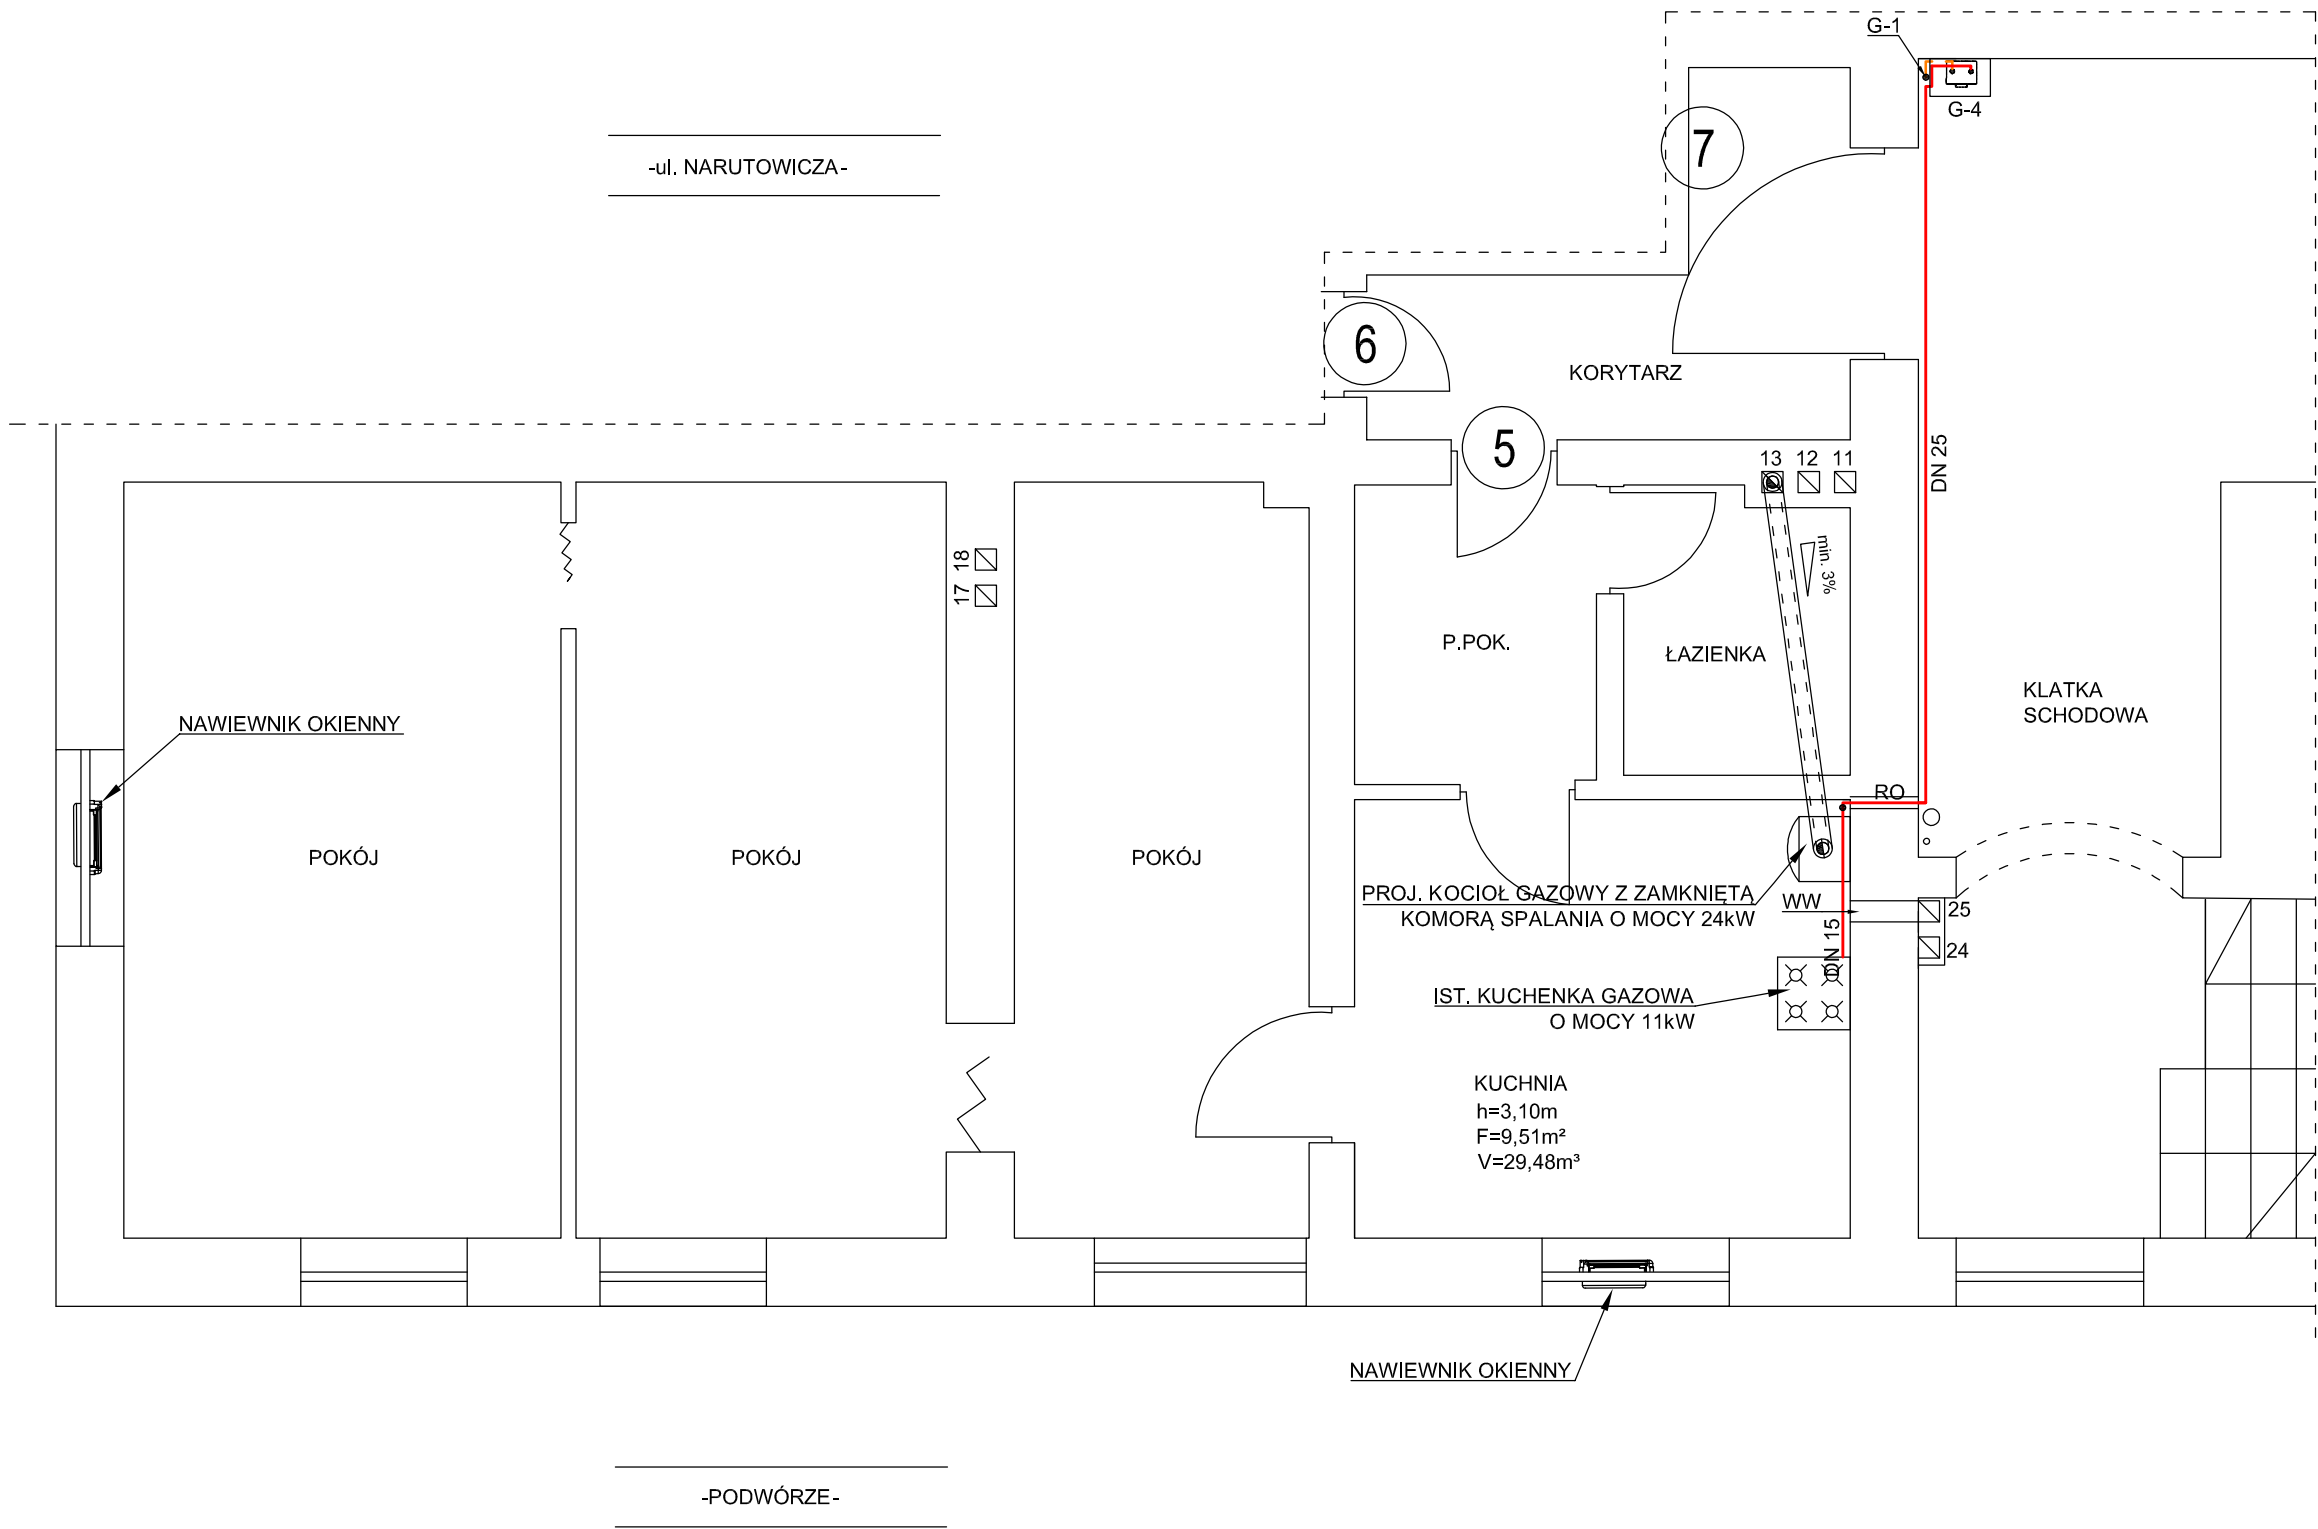 G-1
G-4
7
-ul. NARUTOWICZA-
6
KORYTARZ
5
13 12 11
DN 25
18
17
min. 3%
P.POK.
ŁAZIENKA
KLATKA
SCHODOWA
NAWIEWNIK OKIENNY
RO
POKÓJ
POKÓJ
POKÓJ
PROJ. KOCIOŁ GAZOWY Z ZAMKNIĘTĄ
KOMORĄ SPALANIA O MOCY 24kW
WW
25
24
DN 15
IST. KUCHENKA GAZOWA
O MOCY 11kW
KUCHNIA
h=3,10m
F=9,51m²
V=29,48m³
NAWIEWNIK OKIENNY
-PODWÓRZE-